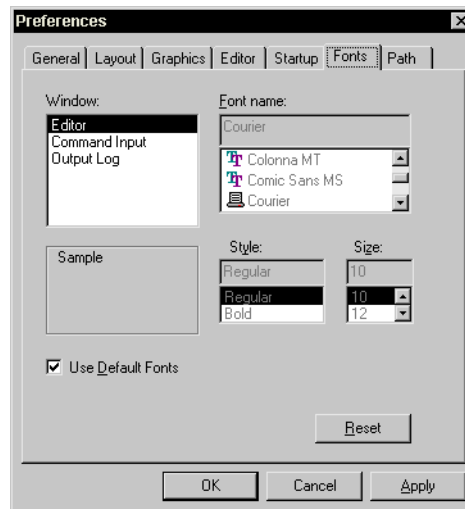 Preferences
General Layout Graphics Editor Startup Fonts Path
Window:
Editor
Command Input
Output Log
Font name:
Courier
Colonna MT
Comic Sans MS
Courier
Sample
Style:
Regular
Regular
Bold
Size:
10
10
12
Use Default Fonts
Reset
OK Cancel Apply